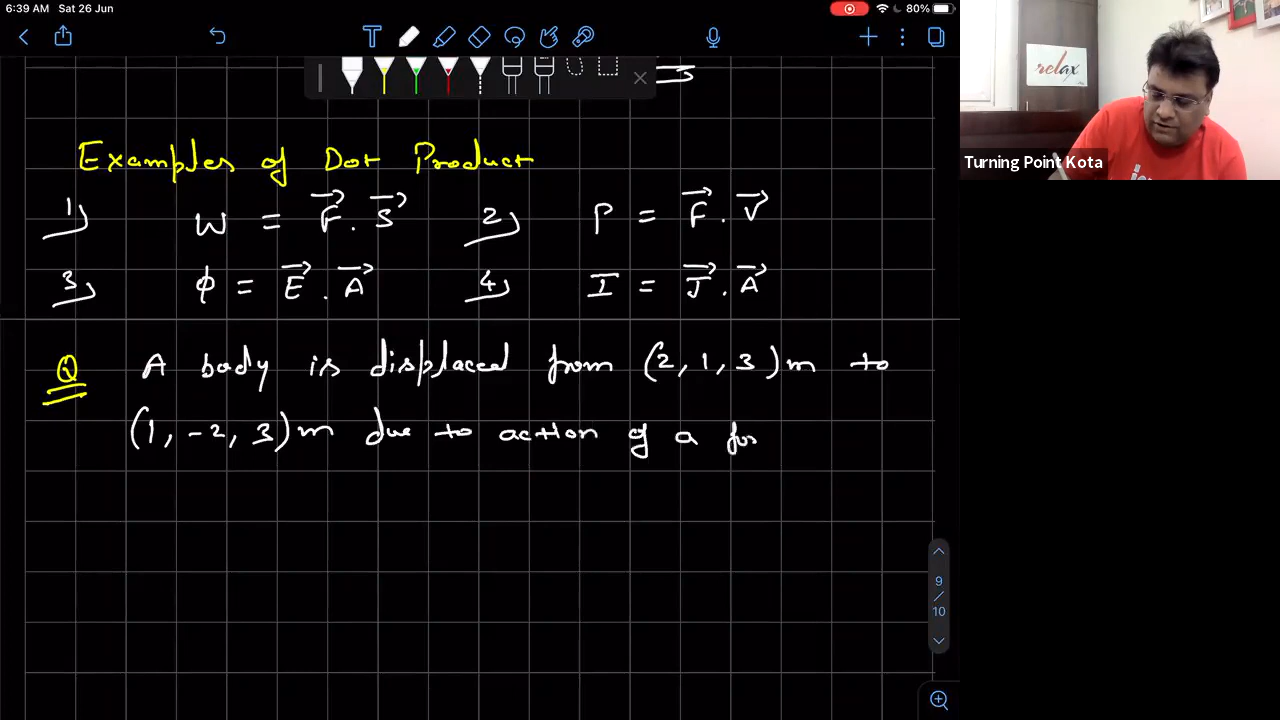 6:39 AM Sat 26 Jun
80%
relax
Turning Point Kota
Examples of Dot Product
1) W = F⃗ . S⃗ 2) P = F⃗ . V⃗
3) φ = E⃗ . A⃗ 4) I = J⃗ . A⃗
Q A body is displaced from (2, 1, 3)m to
(1, -2, 3)m due to action of a for
9
/
10